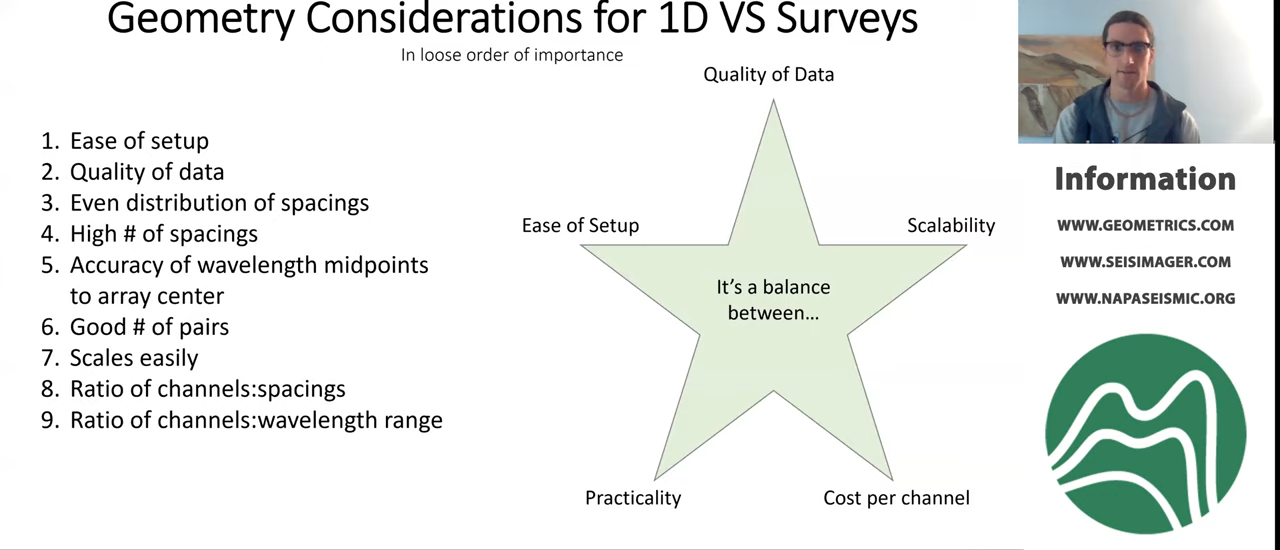 Geometry Considerations for 1D VS Surveys
In loose order of importance
1. Ease of setup
2. Quality of data
3. Even distribution of spacings
4. High # of spacings
5. Accuracy of wavelength midpoints
to array center
6. Good # of pairs
7. Scales easily
8. Ratio of channels:spacings
9. Ratio of channels:wavelength range
Quality of Data
Ease of Setup
Scalability
It's a balance
between...
Practicality
Cost per channel
Information
WWW.GEOMETRICS.COM
WWW.SEISIMAGER.COM
WWW.NAPASEISMIC.ORG